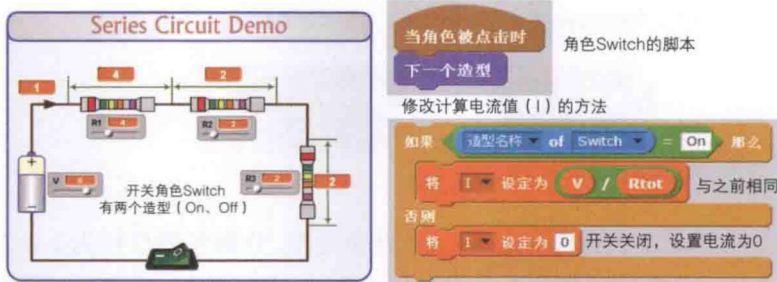 Series Circuit Demo
1
4
2
R1 4
R2 2
V 8
R3 2
2
开关角色Switch
有两个造型（On、Off）
当角色被点击时
角色Switch的脚本
下一个造型
修改计算电流值（I）的方法
如果 造型名称 of Switch = On 那么
将 I 设定为 V / Rtot 与之前相同
否则
将 I 设定为 0 开关关闭，设置电流为0